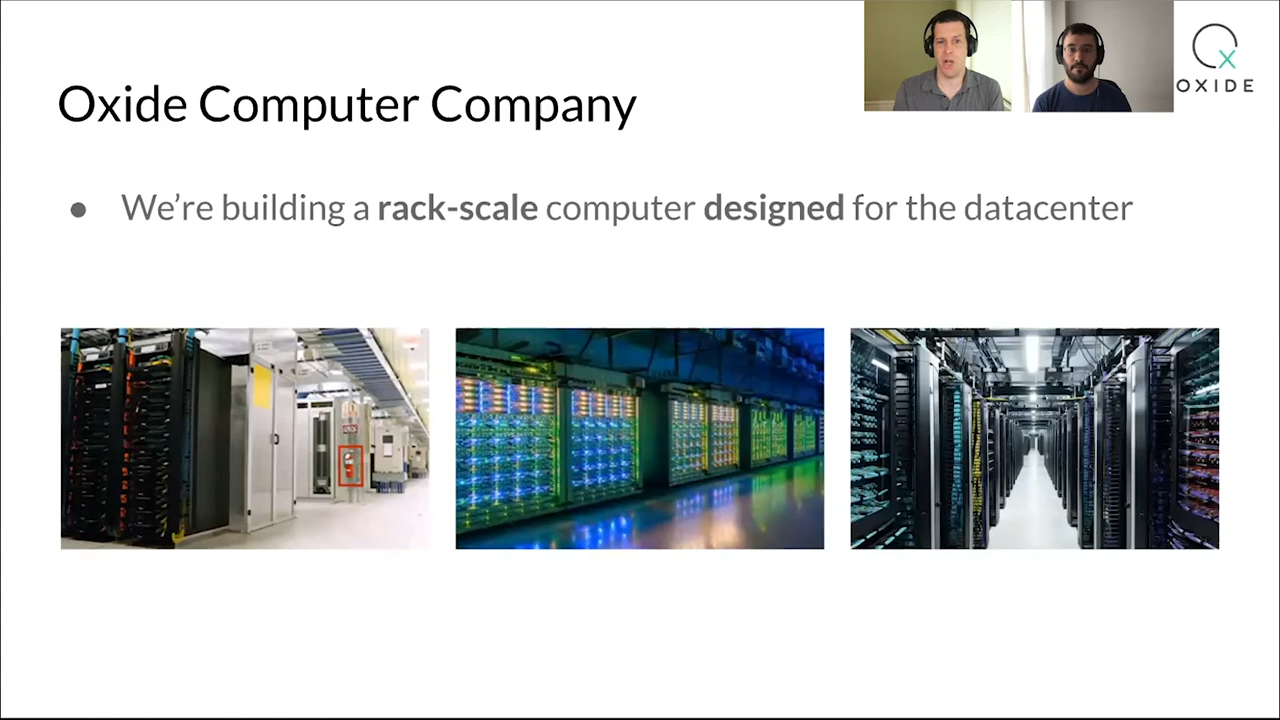 Oxide Computer Company
OXIDE
● We’re building a rack-scale computer designed for the datacenter